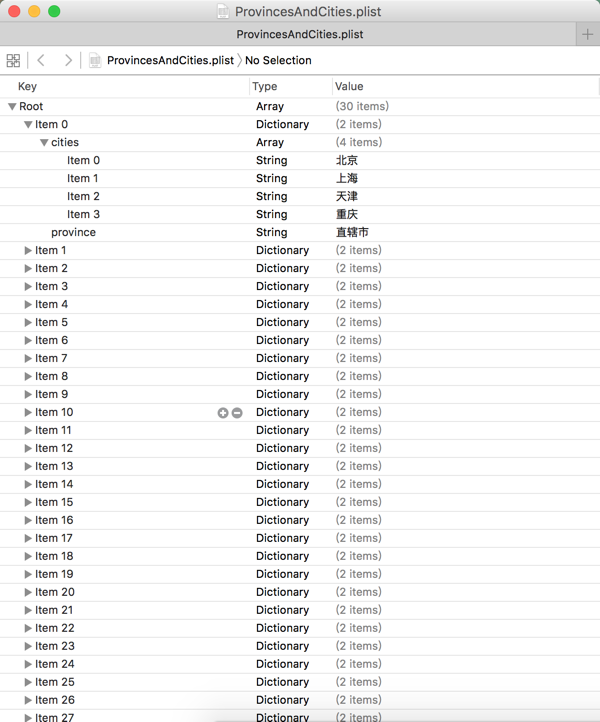 ProvincesAndCities.plist
ProvincesAndCities.plist
ProvincesAndCities.plist No Selection
Key Type Value
Root Array (30 items)
Item 0 Dictionary (2 items)
cities Array (4 items)
Item 0 String 北京
Item 1 String 上海
Item 2 String 天津
Item 3 String 重庆
province String 直辖市
Item 1 Dictionary (2 items)
Item 2 Dictionary (2 items)
Item 3 Dictionary (2 items)
Item 4 Dictionary (2 items)
Item 5 Dictionary (2 items)
Item 6 Dictionary (2 items)
Item 7 Dictionary (2 items)
Item 8 Dictionary (2 items)
Item 9 Dictionary (2 items)
Item 10 Dictionary (2 items)
Item 11 Dictionary (2 items)
Item 12 Dictionary (2 items)
Item 13 Dictionary (2 items)
Item 14 Dictionary (2 items)
Item 15 Dictionary (2 items)
Item 16 Dictionary (2 items)
Item 17 Dictionary (2 items)
Item 18 Dictionary (2 items)
Item 19 Dictionary (2 items)
Item 20 Dictionary (2 items)
Item 21 Dictionary (2 items)
Item 22 Dictionary (2 items)
Item 23 Dictionary (2 items)
Item 24 Dictionary (2 items)
Item 25 Dictionary (2 items)
Item 26 Dictionary (2 items)
Item 27 Dictionary (2 items)